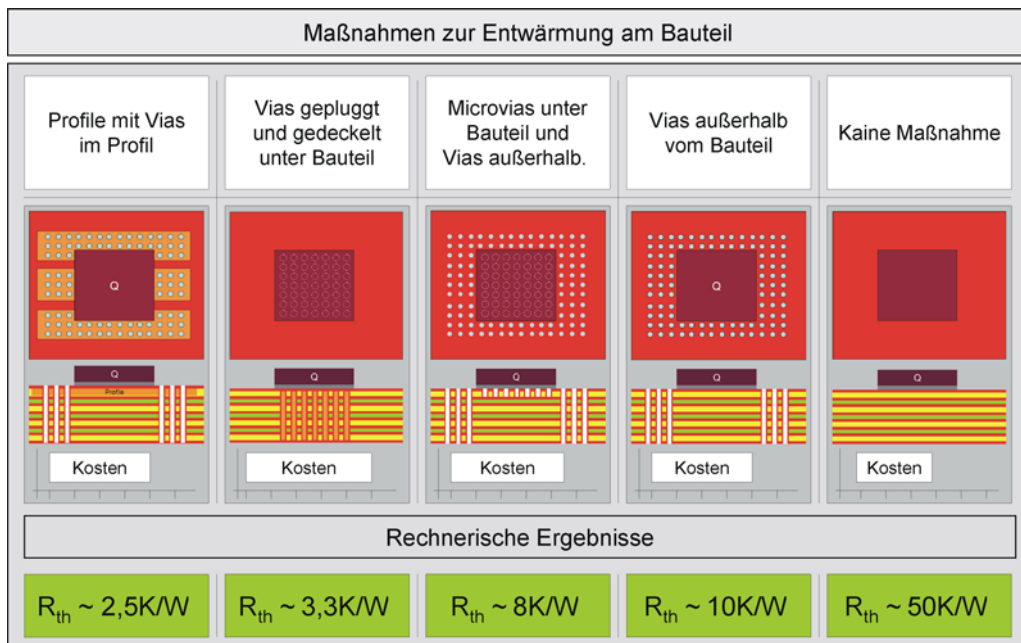 Maßnahmen zur Entwärmung am Bauteil
Profile mit Vias
im Profil
Vias gepluggt
und gedeckelt
unter Bauteil
Microvias unter
Bauteil und
Vias außerhalb.
Vias außerhalb
vom Bauteil
Kaine Maßnahme
Q
Q
Q
Profile
Q
Q
Q
Q
Q
Kosten
Kosten
Kosten
Kosten
Kosten
Rechnerische Ergebnisse
Rth ~ 2,5K/W
Rth ~ 3,3K/W
Rth ~ 8K/W
Rth ~ 10K/W
Rth ~ 50K/W